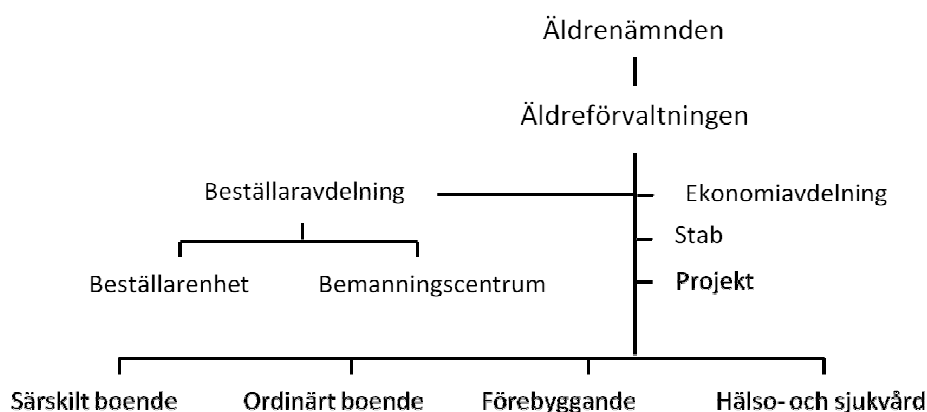 Äldrenämnden
Äldreförvaltningen
Beställaravdelning
Ekonomiavdelning
Stab
Beställarenhet
Bemanningscentrum
Projekt
Särskilt boende
Ordinärt boende
Förebyggande
Hälso- och sjukvård